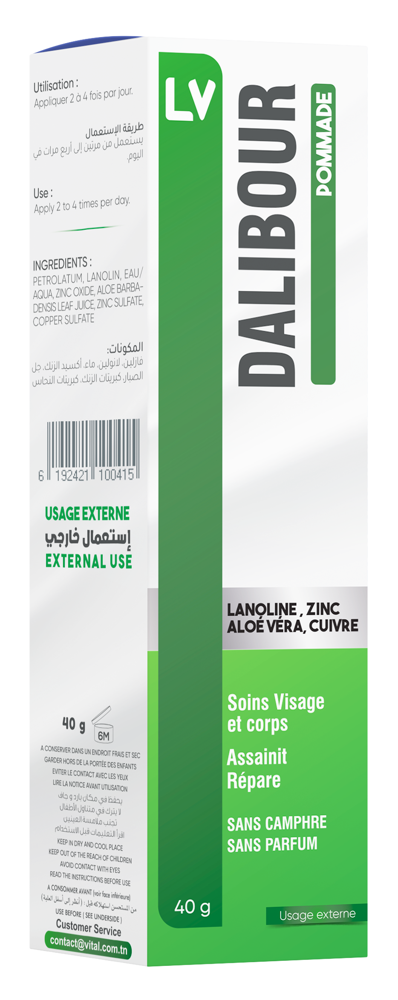 Utilisation :
Appliquer 2 à 4 fois par jour.
طريقة الإستعمال
يستعمل من مرتين إلى أربع مرات في
اليوم.
Use :
Apply 2 to 4 times per day.
INGREDIENTS :
PETROLATUM, LANOLIN, EAU/
AQUA, ZINC OXIDE, ALOE BARBA-
DENSIS LEAF JUICE, ZINC SULFATE,
COPPER SULFATE
المكونات:
فازلين، لانولين، ماء، أكسيد الزنك، جل
الصبار، كبريتات الزنك، كبريتات النحاس
6 192421 100415
USAGE EXTERNE
إستعمال خارجي
EXTERNAL USE
40 g
6M
A CONSERVER DANS UN ENDROIT FRAIS ET SEC
GARDER HORS DE LA PORTÉE DES ENFANTS
EVITER LE CONTACT AVEC LES YEUX
LIRE LA NOTICE AVANT UTILISATION
يحفظ في مكان بارد و جاف
لا يترك في متناول الأطفال
تجنب ملامسة العينين
اقرأ التعليمات قبل الاستخدام
KEEP IN DRY AND COOL PLACE
KEEP OUT OF THE REACH OF CHILDREN
AVOID CONTACT WITH EYES
READ THE INSTRUCTIONS BEFORE USE
A CONSOMMER AVANT (voir face inférieure)
من المستحسن استهلاكه قبل : (أنظر إلى أسفل العلبة)
USE BEFORE ( SEE UNDERSIDE )
Customer Service
contact@vital.com.tn
LV
DALIBOUR
POMMADE
LANOLINE , ZINC
ALOÉ VÉRA, CUIVRE
Soins Visage
et corps
Assainit
Répare
SANS CAMPHRE
SANS PARFUM
40 g
Usage externe